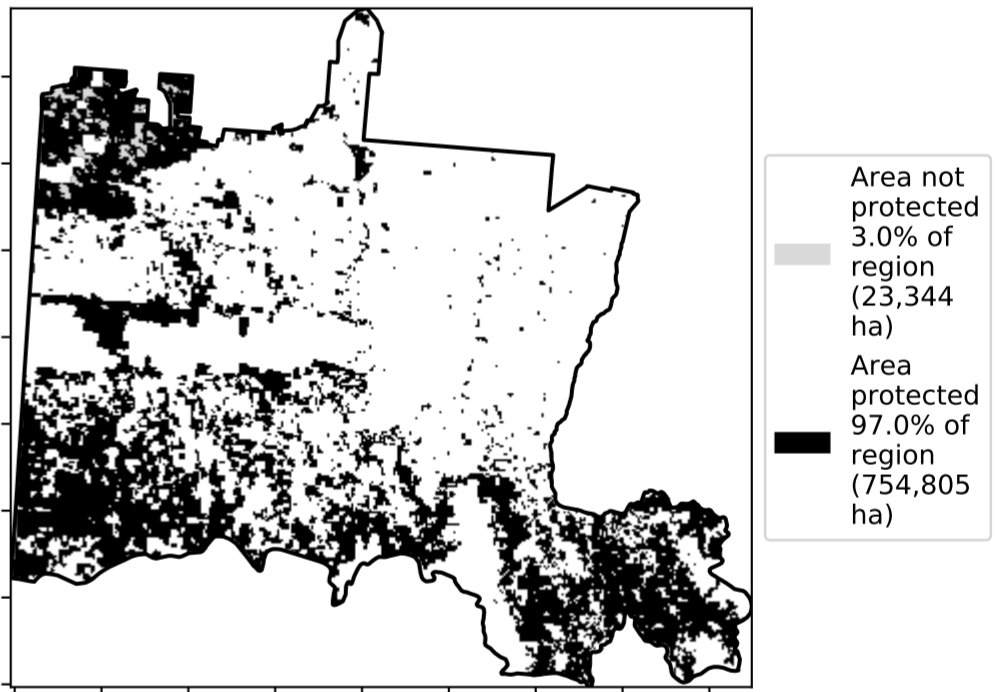 Area not
protected
3.0% of
region
(23,344
ha)
Area
protected
97.0% of
region
(754,805
ha)